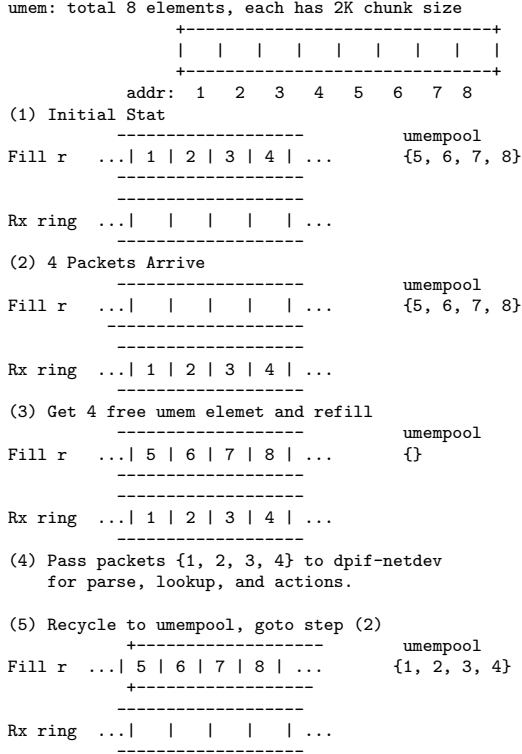 umem: total 8 elements, each has 2K chunk size
+-------------------------------+
|   |   |   |   |   |   |   |   |
+-------------------------------+
addr:  1   2   3   4   5   6   7  8
(1) Initial Stat
-------------------          umempool
Fill r   ...| 1 | 2 | 3 | 4 | ...       {5, 6, 7, 8}
-------------------
-------------------
Rx ring  ...|   |   |   |   | ...
-------------------
(2) 4 Packets Arrive
-------------------          umempool
Fill r   ...|   |   |   |   | ...       {5, 6, 7, 8}
--------------------
-------------------
Rx ring  ...| 1 | 2 | 3 | 4 | ...
-------------------
(3) Get 4 free umem elemet and refill
-------------------          umempool
Fill r   ...| 5 | 6 | 7 | 8 | ...       {}
-------------------
-------------------
Rx ring  ...| 1 | 2 | 3 | 4 | ...
-------------------
(4) Pass packets {1, 2, 3, 4} to dpif-netdev
for parse, lookup, and actions.
(5) Recycle to umempool, goto step (2)
+-------------------        umempool
Fill r  ...| 5 | 6 | 7 | 8 | ...       {1, 2, 3, 4}
+------------------
-------------------
Rx ring  ...|   |   |   |   | ...
-------------------